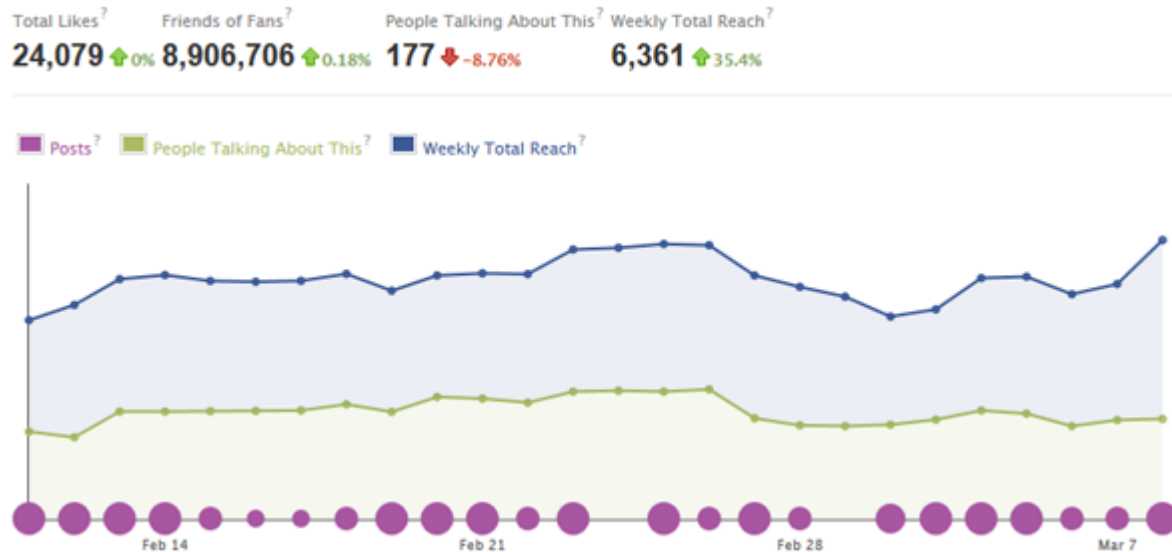 Total Likes? Friends of Fans? People Talking About This? Weekly Total Reach?
24,079 0% 8,906,706 0.18% 177 -8.76% 6,361 35.4%
Posts? People Talking About This? Weekly Total Reach?
Feb 14 Feb 21 Feb 28 Mar 7